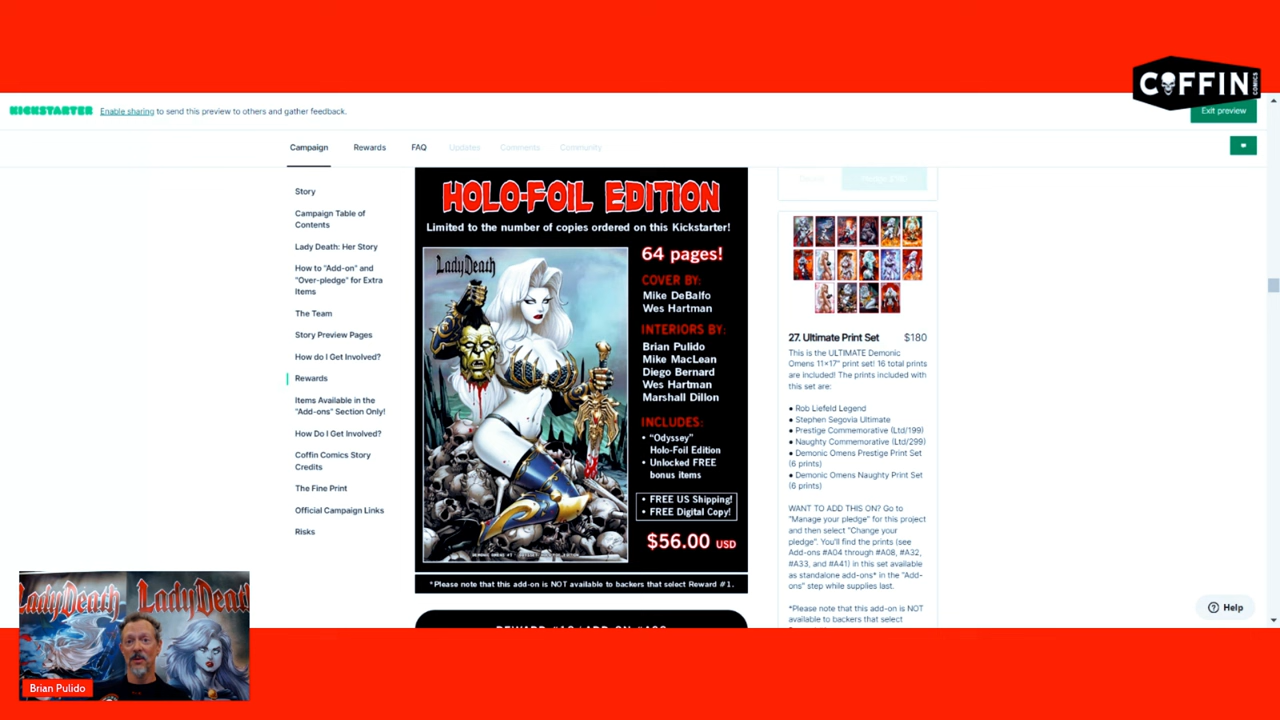 COFFIN
COMICS
KICKSTARTER
Enable sharing to send this preview to others and gather feedback.
Exit preview
Campaign
Rewards
FAQ
Updates
Comments
Community
Story
Campaign Table of
Contents
Lady Death: Her Story
How to "Add-on" and
"Over-pledge" for Extra
Items
The Team
Story Preview Pages
How do I Get Involved?
Rewards
Items Available in the
"Add-ons" Section Only!
How Do I Get Involved?
Coffin Comics Story
Credits
The Fine Print
Official Campaign Links
Risks
HOLO-FOIL EDITION
Limited to the number of copies ordered on this Kickstarter!
LadyDeath
64 pages!
COVER BY:
Mike DeBalfo
Wes Hartman
INTERIORS BY:
Brian Pulido
Mike MacLean
Diego Bernard
Wes Hartman
Marshall Dillon
INCLUDES:
• "Odyssey"
Holo-Foil Edition
• Unlocked FREE
bonus items
• FREE US Shipping!
• FREE Digital Copy!
$56.00 USD
*Please note that this add-on is NOT available to backers that select Reward #1.
27. Ultimate Print Set $180
This is the ULTIMATE Demonic
Omens 11x17" print set! 16 total prints
are included! The prints included with
this set are:
● Rob Liefeld Legend
● Stephen Segovia Ultimate
● Prestige Commemorative (Ltd/199)
● Naughty Commemorative (Ltd/299)
● Demonic Omens Prestige Print Set
(6 prints)
● Demonic Omens Naughty Print Set
(6 prints)
WANT TO ADD THIS ON? Go to
"Manage your pledge" for this project
and then select "Change your
pledge". You'll find the prints (see
Add-ons #A04 through #A08, #A32,
#A33, and #A41) in this set available
as standalone add-ons* in the "Add-
ons" step while supplies last.
*Please note that this add-on is NOT
available to backers that select
Help
LadyDeath
LadyDeath
Brian Pulido